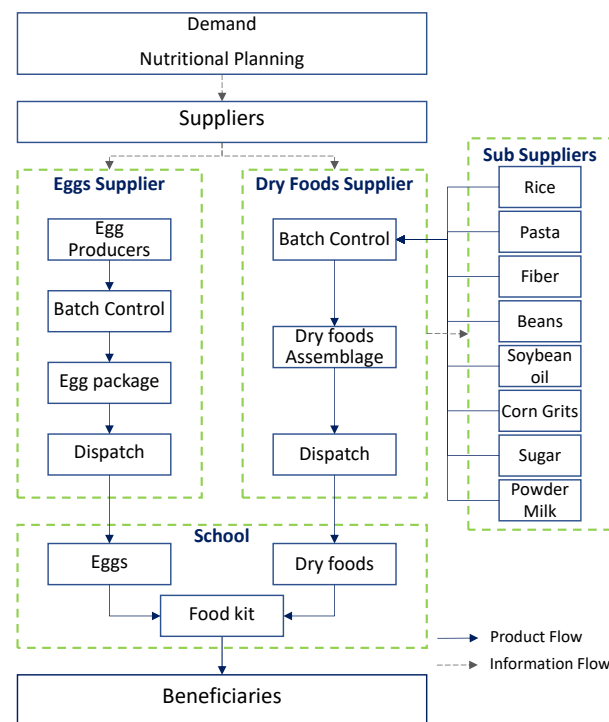 Demand
Nutritional Planning
Suppliers
Eggs Supplier
Egg
Producers
Batch Control
Egg package
Dispatch
Dry Foods Supplier
Batch Control
Dry foods
Assemblage
Dispatch
Sub Suppliers
Rice
Pasta
Fiber
Beans
Soybean
oil
Corn Grits
Sugar
Powder
Milk
School
Eggs
Dry foods
Food kit
Beneficiaries
Product Flow
Information Flow